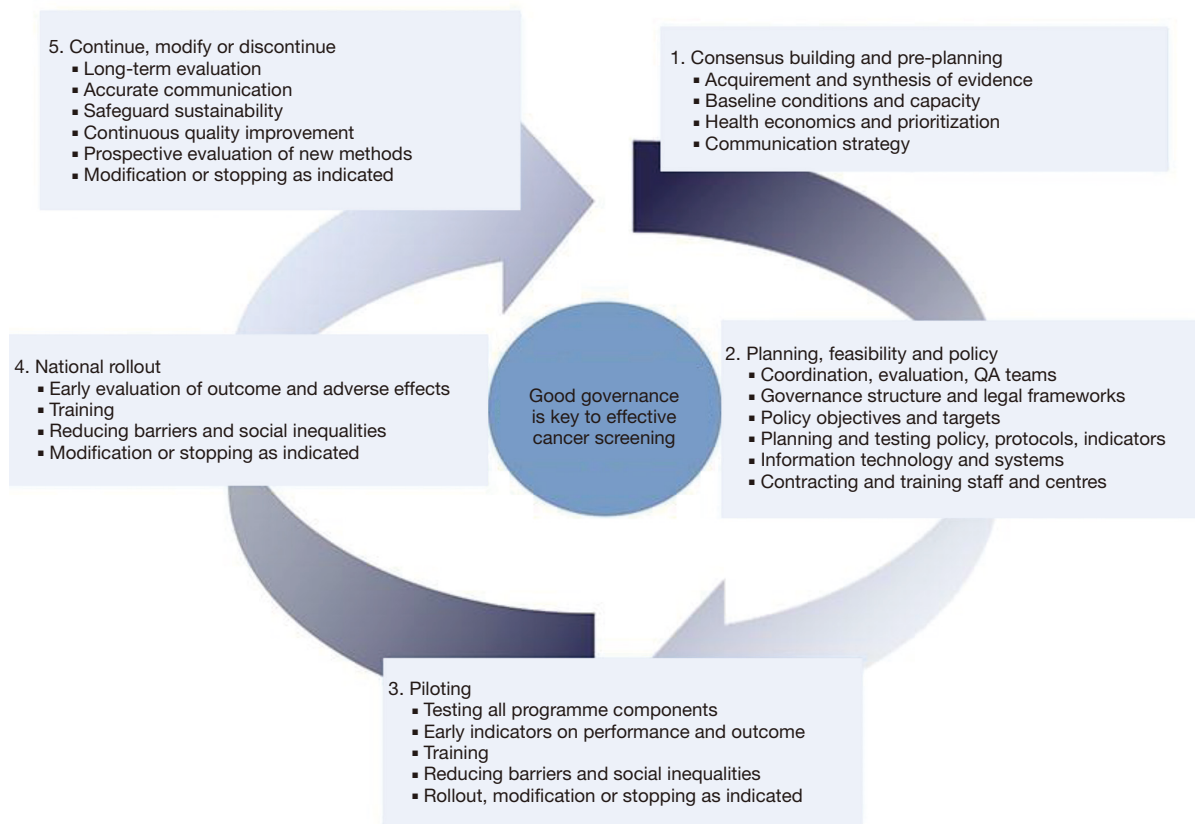 1. Consensus building and pre-planning
▪ Acquirement and synthesis of evidence
▪ Baseline conditions and capacity
▪ Health economics and prioritization
▪ Communication strategy
2. Planning, feasibility and policy
▪ Coordination, evaluation, QA teams
▪ Governance structure and legal frameworks
▪ Policy objectives and targets
▪ Planning and testing policy, protocols, indicators
▪ Information technology and systems
▪ Contracting and training staff and centres
3. Piloting
▪ Testing all programme components
▪ Early indicators on performance and outcome
▪ Training
▪ Reducing barriers and social inequalities
▪ Rollout, modification or stopping as indicated
4. National rollout
▪ Early evaluation of outcome and adverse effects
▪ Training
▪ Reducing barriers and social inequalities
▪ Modification or stopping as indicated
5. Continue, modify or discontinue
▪ Long-term evaluation
▪ Accurate communication
▪ Safeguard sustainability
▪ Continuous quality improvement
▪ Prospective evaluation of new methods
▪ Modification or stopping as indicated
Good governance
is key to effective
cancer screening